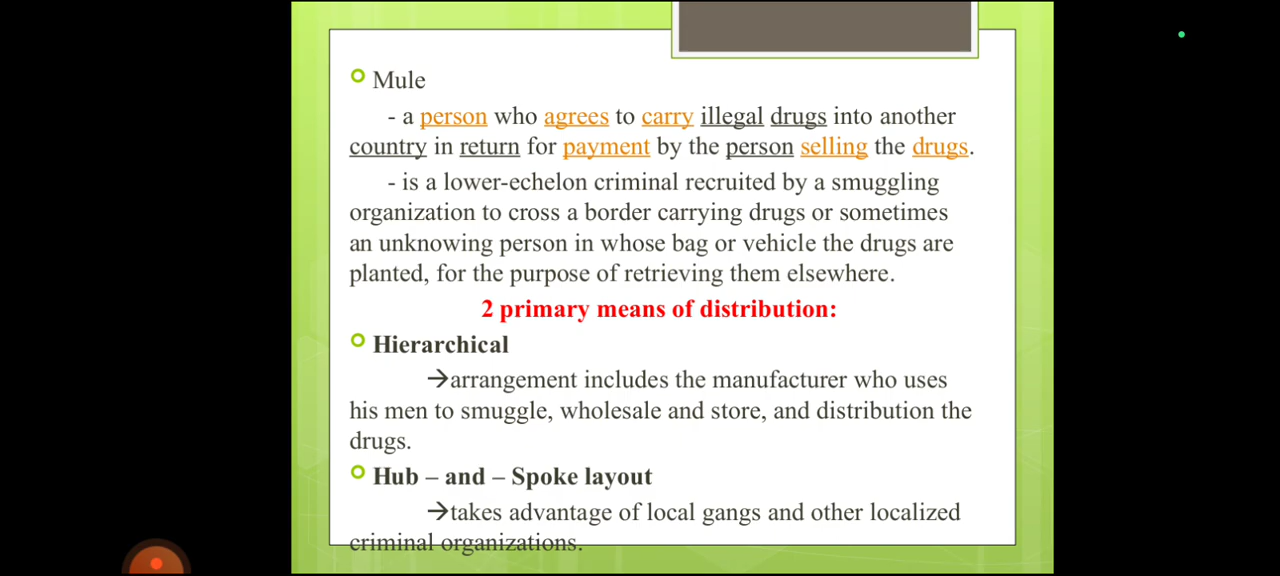 Mule
- a person who agrees to carry illegal drugs into another
country in return for payment by the person selling the drugs.
- is a lower-echelon criminal recruited by a smuggling
organization to cross a border carrying drugs or sometimes
an unknowing person in whose bag or vehicle the drugs are
planted, for the purpose of retrieving them elsewhere.
2 primary means of distribution:
Hierarchical
→arrangement includes the manufacturer who uses
his men to smuggle, wholesale and store, and distribution the
drugs.
Hub – and – Spoke layout
→takes advantage of local gangs and other localized
criminal organizations.